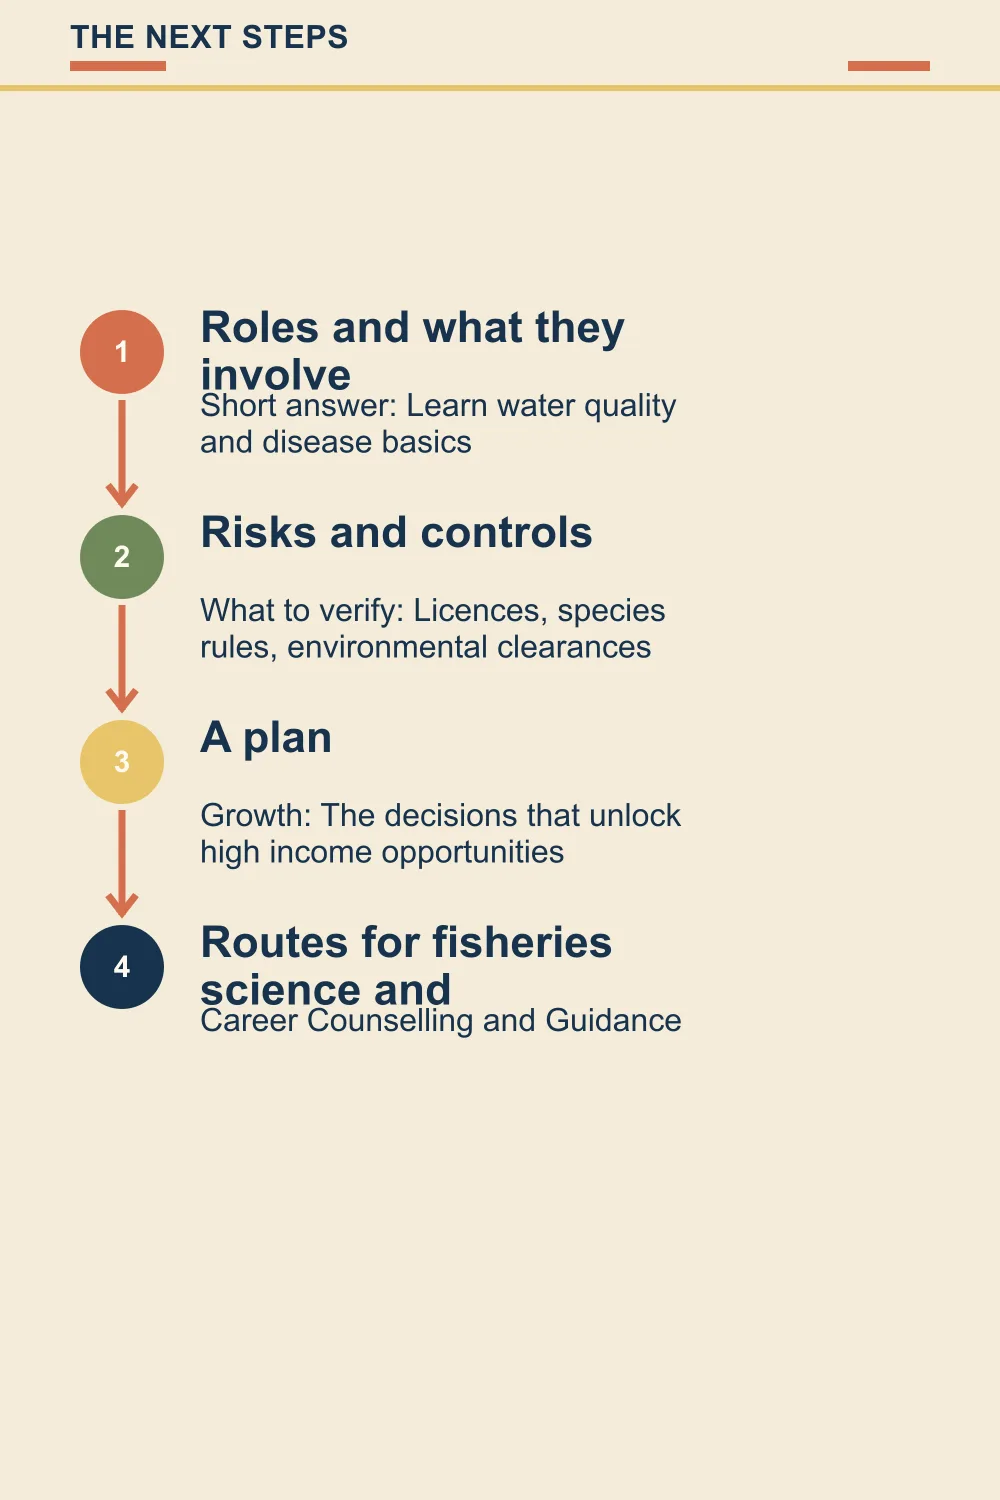 THE NEXT STEPS
1
Roles and what they
involve
Short answer: Learn water quality
and disease basics
2
Risks and controls
What to verify: Licences, species
rules, environmental clearances
3
A plan
Growth: The decisions that unlock
high income opportunities
4
Routes for fisheries
science and
Career Counselling and Guidance